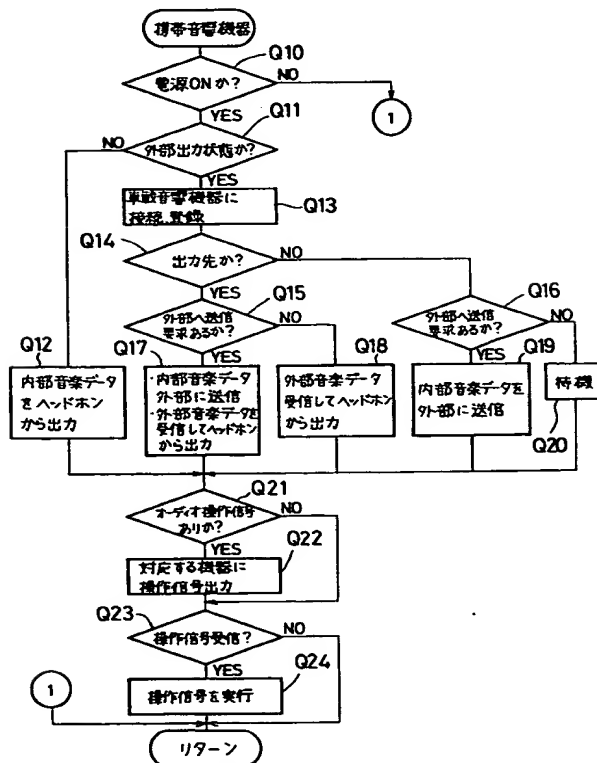 携帯音響機器
Q10
電源ONか?
NO
YES
1
Q11
外部出力状態か?
NO
YES
車載音響機器に
接続、登録
Q13
Q14
出力先か?
NO
YES
Q15
外部へ送信
要求あるか?
NO
YES
Q16
外部へ送信
要求あるか?
NO
YES
Q12
内部音楽データ
をヘッドホン
から出力
Q17
・内部音楽データ
外部に送信
・外部音楽データを
受信してヘッドホン
から出力
Q18
外部音楽データ
受信してヘッドホン
から出力
Q19
内部音楽データを
外部に送信
待機
Q20
Q21
オーディオ操作信号
ありか?
NO
YES
Q22
対応する機器に
操作信号出力
Q23
操作信号受信?
NO
YES
Q24
操作信号を実行
1
リターン